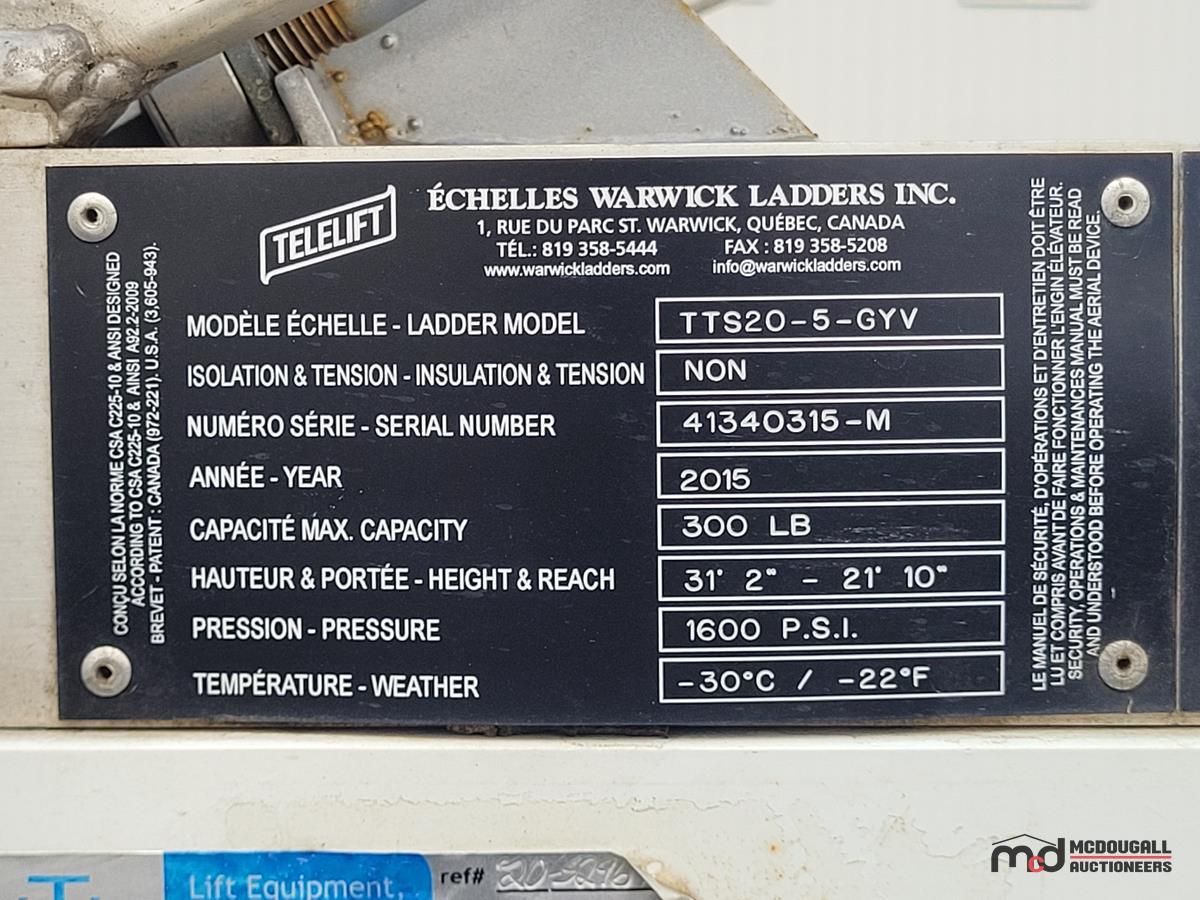 TELELIFT
ÉCHELLES WARWICK LADDERS INC.
1, RUE DU PARC ST. WARWICK, QUÉBEC, CANADA
TÉL.: 819 358-5444 FAX : 819 358-5208
www.warwickladders.com info@warwickladders.com
MODÈLE ÉCHELLE - LADDER MODEL TTS20-5-GYV
ISOLATION & TENSION - INSULATION & TENSION NON
NUMÉRO SÉRIE - SERIAL NUMBER 41340315-M
ANNÉE - YEAR 2015
CAPACITÉ MAX. CAPACITY 300 LB
HAUTEUR & PORTÉE - HEIGHT & REACH 31' 2" - 21' 10"
PRESSION - PRESSURE 1600 P.S.I.
TEMPÉRATURE - WEATHER -30°C / -22°F
CONÇU SELON LA NORME CSA C225-10 & ANSI DESIGNED
ACCORDING TO CSA C225-10 & AINSI A92.2-2009
BREVET - PATENT : CANADA (972-221). U.S.A. (3,605-943).
LE MANUEL DE SÉCURITÉ, D'OPÉRATIONS ET D'ENTRETIEN DOIT ÊTRE
LU ET COMPRIS AVANT DE FAIRE FONCTIONNER L'ENGIN ÉLÉVATEUR.
SECURITY, OPERATIONS & MAINTENANCES MANUAL MUST BE READ
AND UNDERSTOOD BEFORE OPERATING THE AERIAL DEVICE.
Lift Equipment,
ref#
mcd MCDOUGALL
AUCTIONEERS